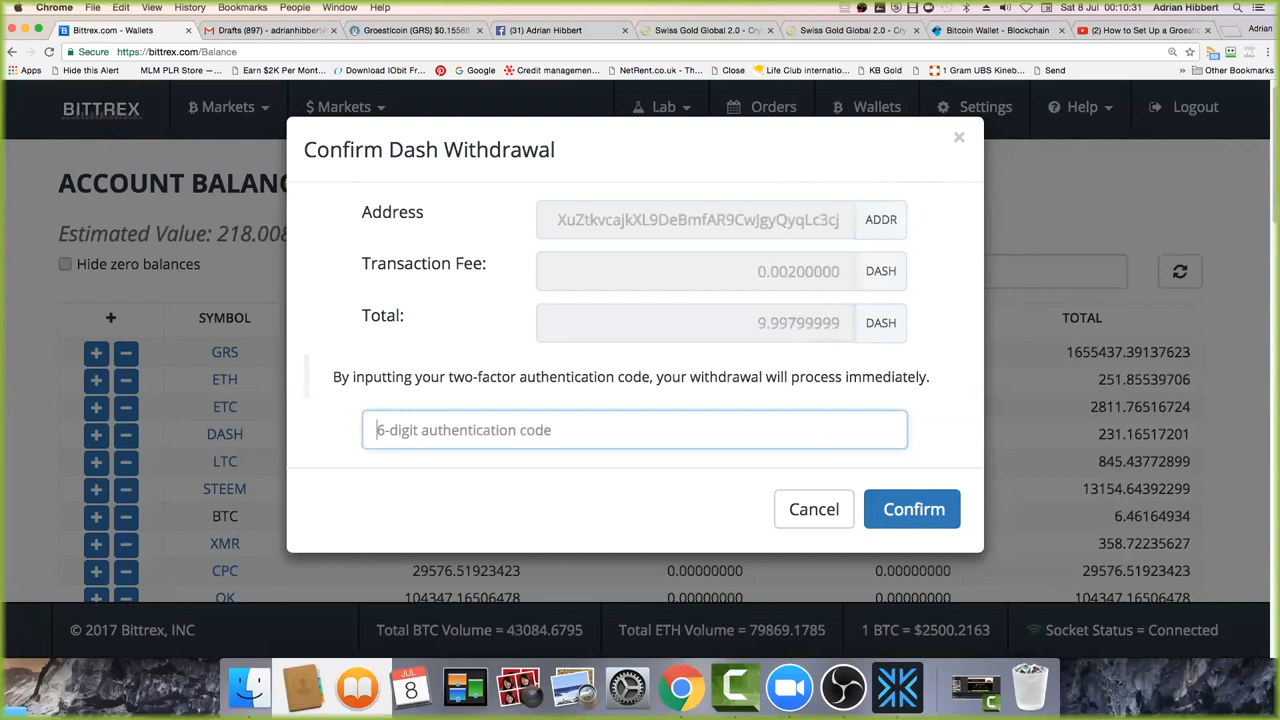 Chrome File Edit View History Bookmarks People Window Help Sat 8 Jul 00:10:31 Adrian Hibbert
Bittrex.com - Wallets Drafts (897) - adrianhibbert Groestlcoin (GRS) $0.15568 (31) Adrian Hibbert Swiss Gold Global 2.0 - Cryp Swiss Gold Global 2.0 - Cryp Bitcoin Wallet - Blockchain (2) How to Set Up a Groestlc Adrian
Secure https://bittrex.com/Balance
Apps Hide this Alert MLM PLR Store —… Earn $2K Per Mont… Download IObit Fr… Google Credit managemen… NetRent.co.uk - Th… Close Life Club internatio… KB Gold 1 Gram UBS Kineb… Send Other Bookmarks
BITTREX ₿ Markets $ Markets Lab Orders ₿ Wallets Settings Help Logout
Confirm Dash Withdrawal ×
ACCOUNT BALANC
Address XuZtkvcajkXL9DeBmfAR9CwJgyQyqLc3cj ADDR
Estimated Value: 218.008
Hide zero balances
Transaction Fee: 0.00200000 DASH
Total: 9.99799999 DASH
+ SYMBOL TOTAL
GRS 1655437.39137623
ETH 251.85539706
By inputting your two-factor authentication code, your withdrawal will process immediately.
ETC 2811.76516724
DASH 231.16517201
6-digit authentication code
LTC 845.43772899
STEEM 13154.64392299
Cancel Confirm
BTC 6.46164934
XMR 358.72235627
CPC 29576.51923423 0.00000000 0.00000000 29576.51923423
OK 104347.16506478 0.00000000 0.00000000 104347.16506478
© 2017 Bittrex, INC Total BTC Volume = 43084.6795 Total ETH Volume = 79869.1785 1 BTC = $2500.2163 Socket Status = Connected
JUL
8